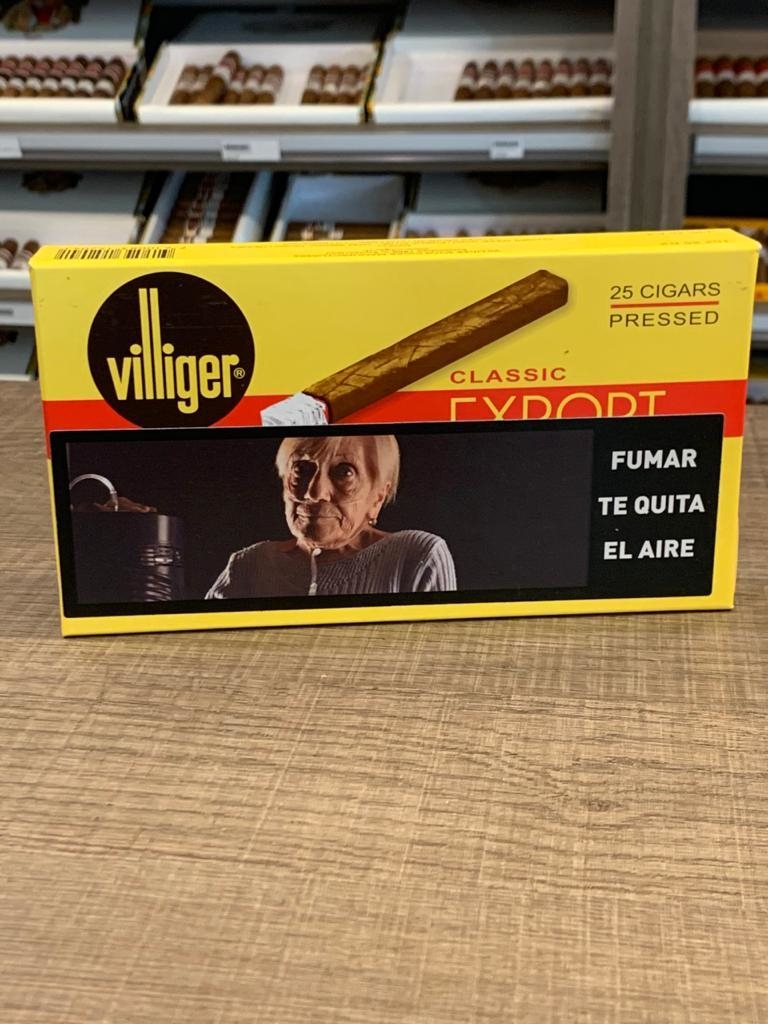 villiger®
25 CIGARS
PRESSED
CLASSIC
EXPORT
FUMAR
TE QUITA
EL AIRE